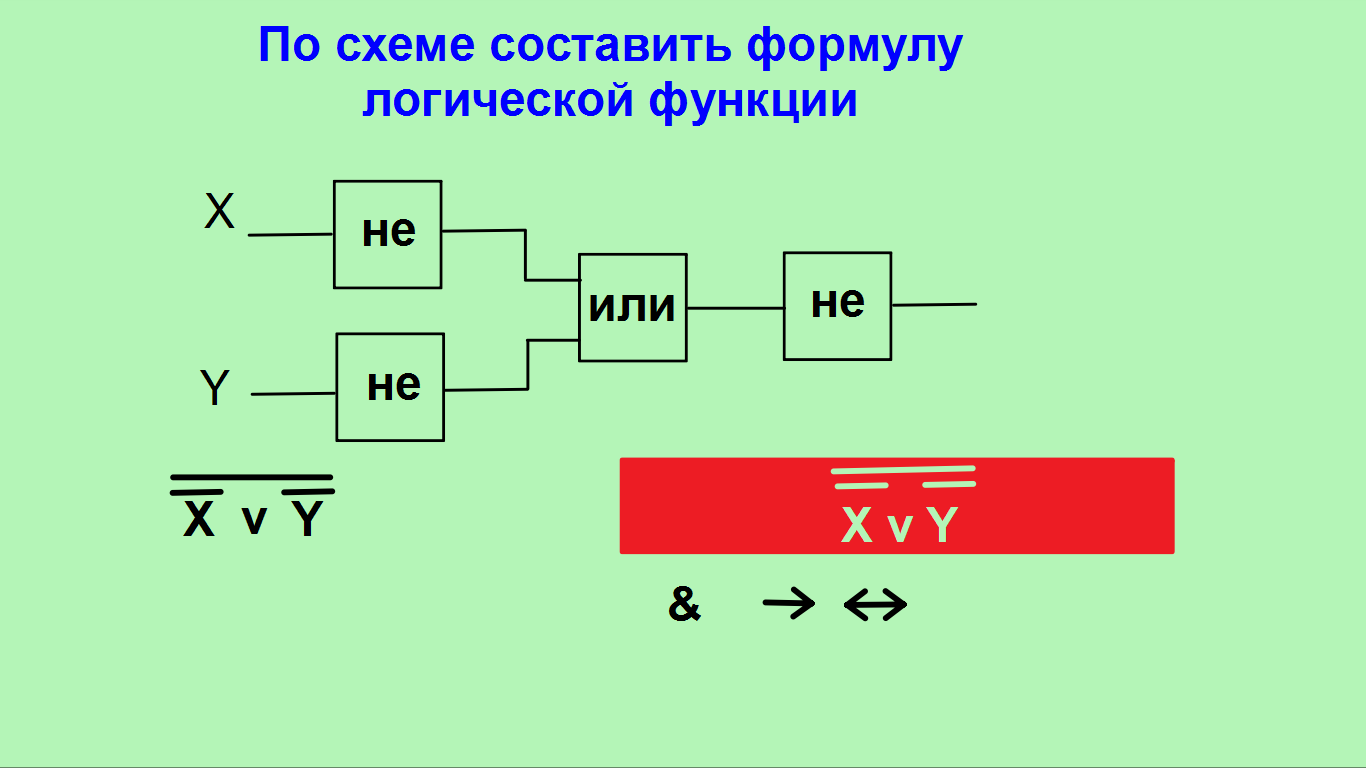 По схеме составить формулу
логической функции
X
не
или
не
Y
не
X v Y
X v Y
& → ↔